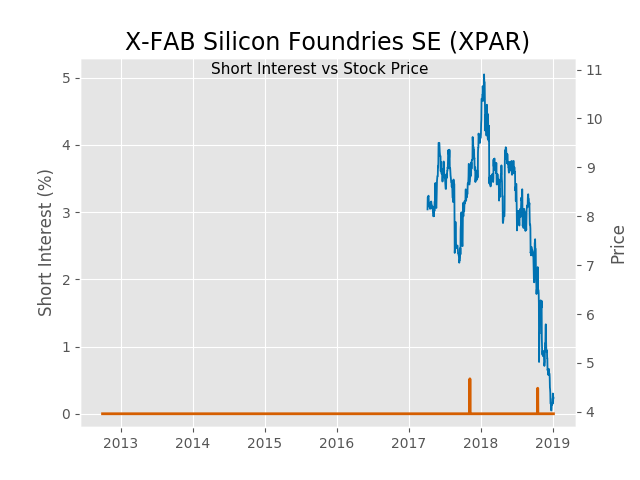 X-FAB Silicon Foundries SE (XPAR)
Short Interest vs Stock Price
Short Interest (%)
5
4
3
2
1
0
11
10
9
8
7
6
5
4
Price
2013 2014 2015 2016 2017 2018 2019